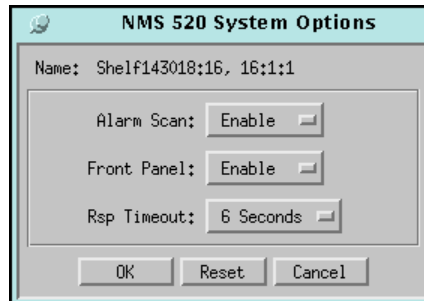 NMS 520 System Options
Name: Shelf143018:16, 16:1:1
Alarm Scan: Enable
Front Panel: Enable
Rsp Timeout: 6 Seconds
OK Reset Cancel